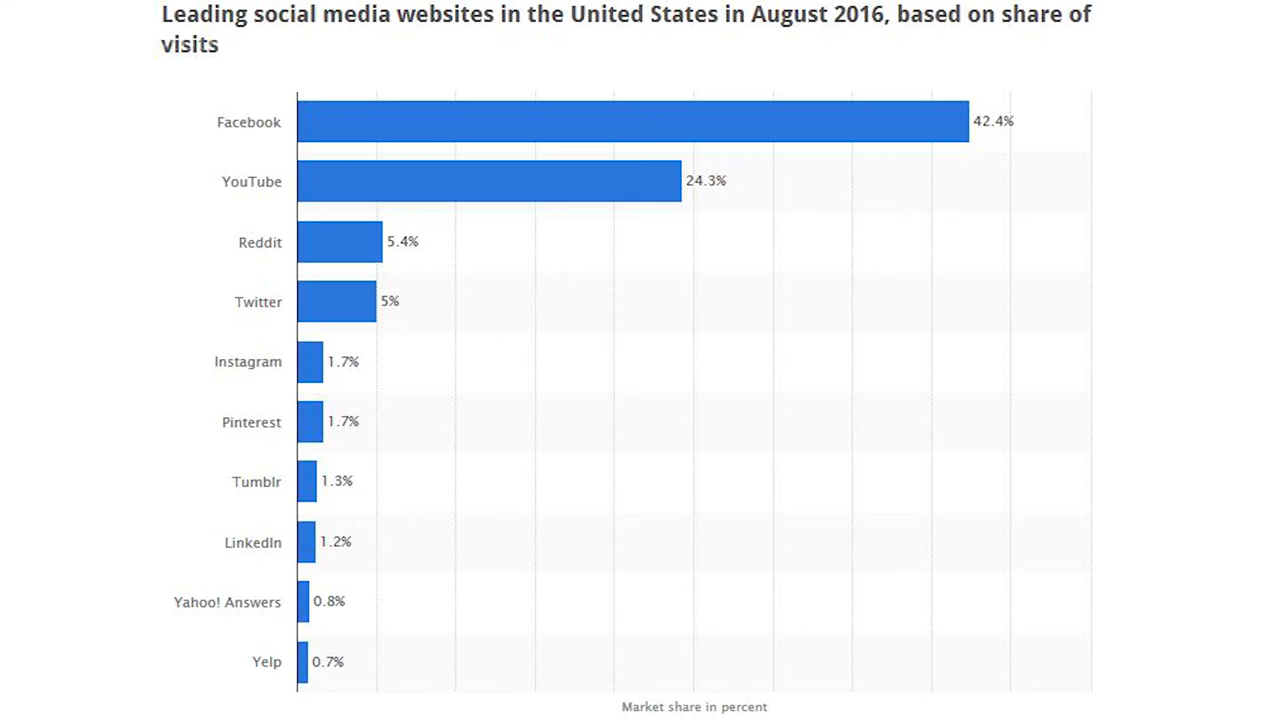 Leading social media websites in the United States in August 2016, based on share of
visits
Facebook 42.4%
YouTube 24.3%
Reddit 5.4%
Twitter 5%
Instagram 1.7%
Pinterest 1.7%
Tumblr 1.3%
LinkedIn 1.2%
Yahoo! Answers 0.8%
Yelp 0.7%
Market share in percent